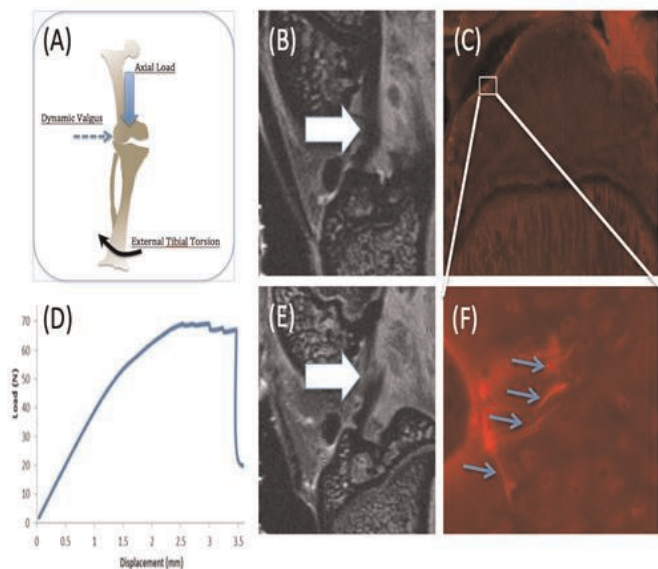 (A)
Axial Load
Dynamic Valgus
External Tibial Torsion
(B)
(C)
(D)
Load (N)
70
60
50
40
30
20
10
0
0 0.5 1 1.5 2 2.5 3 3.5
Displacement (mm)
(E)
(F)